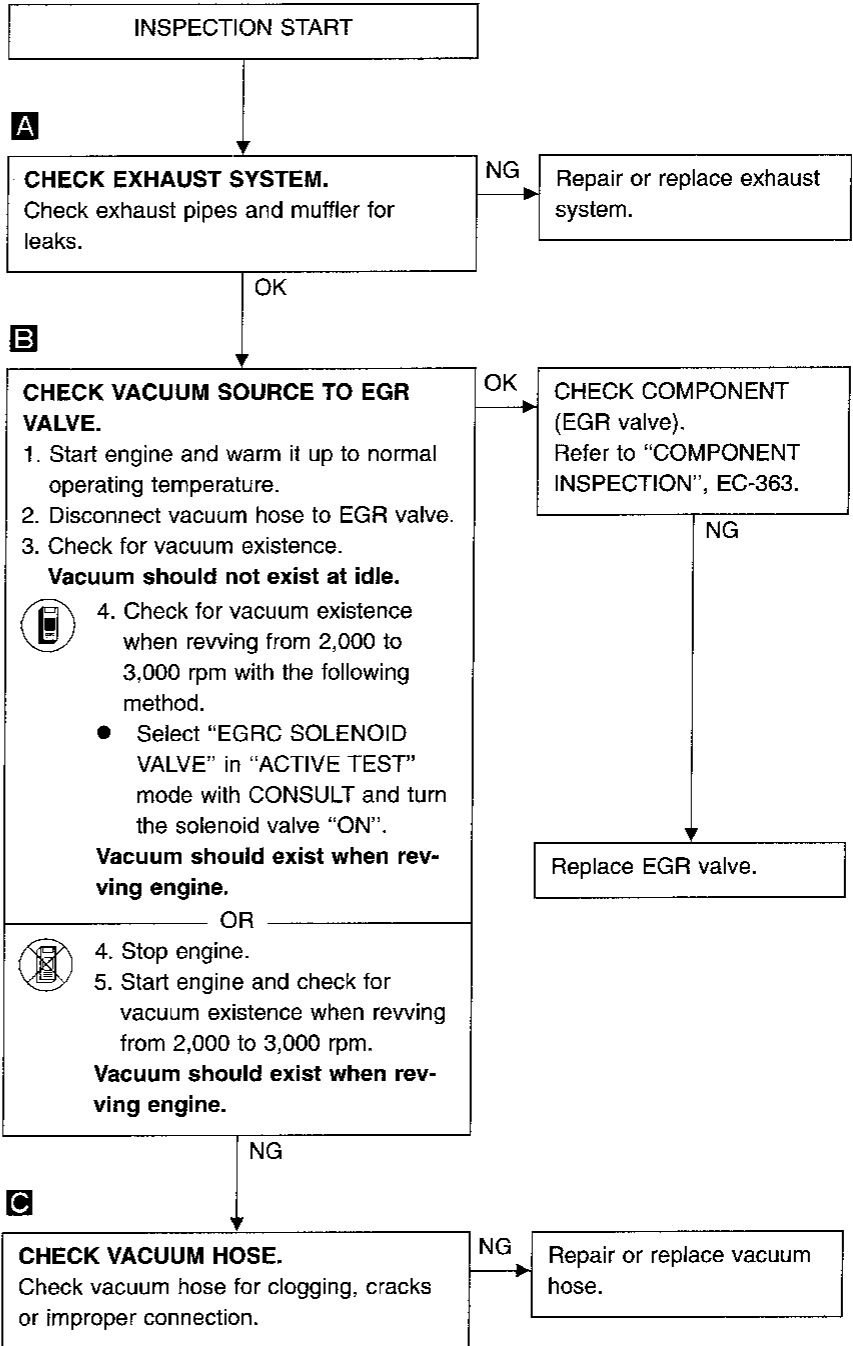 INSPECTION START
A
CHECK EXHAUST SYSTEM.
Check exhaust pipes and muffler for
leaks.
NG
Repair or replace exhaust
system.
OK
B
CHECK VACUUM SOURCE TO EGR
VALVE.
1. Start engine and warm it up to normal
operating temperature.
2. Disconnect vacuum hose to EGR valve.
3. Check for vacuum existence.
Vacuum should not exist at idle.
4. Check for vacuum existence
when revving from 2,000 to
3,000 rpm with the following
method.
● Select “EGRC SOLENOID
VALVE” in “ACTIVE TEST”
mode with CONSULT and turn
the solenoid valve “ON”.
Vacuum should exist when rev-
ving engine.
OR
4. Stop engine.
5. Start engine and check for
vacuum existence when revving
from 2,000 to 3,000 rpm.
Vacuum should exist when rev-
ving engine.
OK
CHECK COMPONENT
(EGR valve).
Refer to “COMPONENT
INSPECTION”, EC-363.
NG
Replace EGR valve.
NG
C
CHECK VACUUM HOSE.
Check vacuum hose for clogging, cracks
or improper connection.
NG
Repair or replace vacuum
hose.